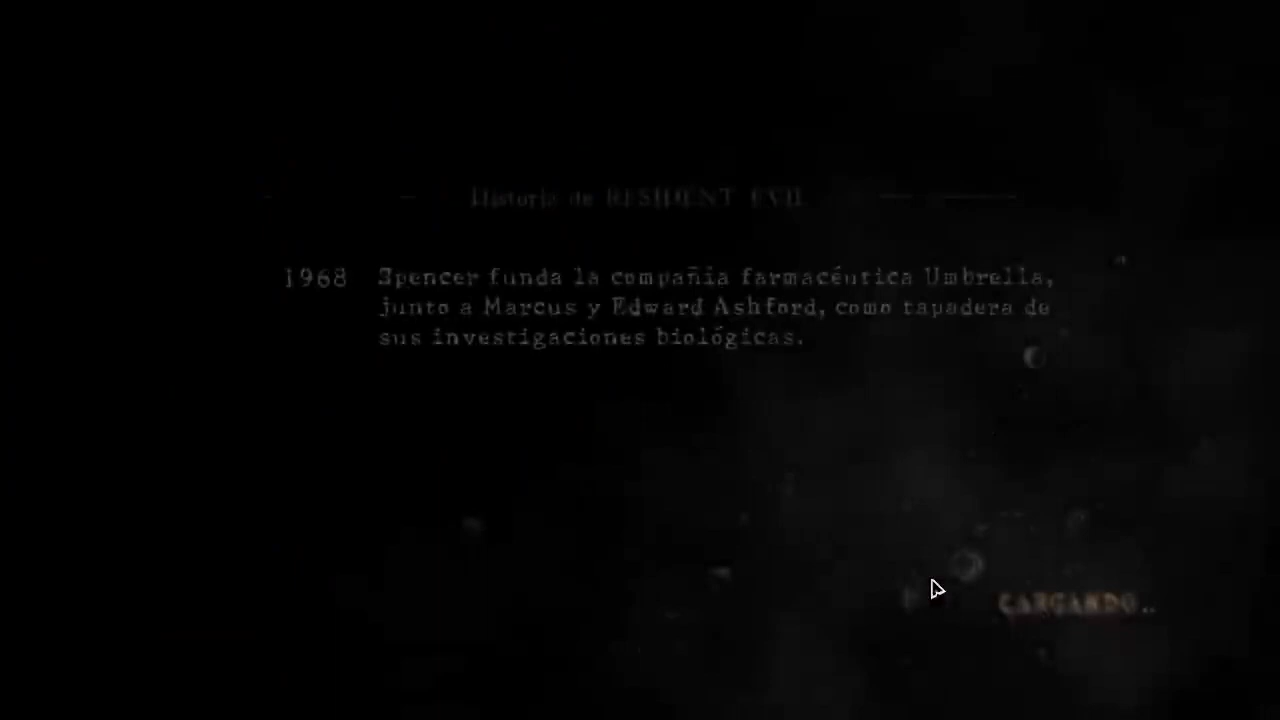 Historia de RESIDENT EVIL
1968 Spencer funda la compañía farmacéutica Umbrella,
junto a Marcus y Edward Ashford, como tapadera de
sus investigaciones biológicas.
CARGANDO..